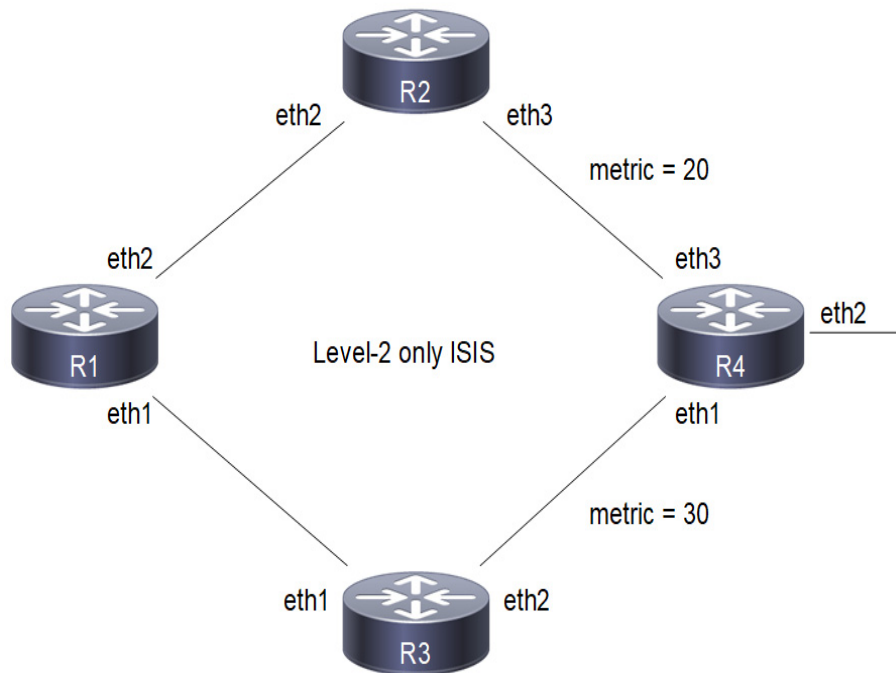 R2
eth2
eth3
metric = 20
eth2
eth3
eth2
R1
Level-2 only ISIS
R4
eth1
eth1
metric = 30
eth1
eth2
R3